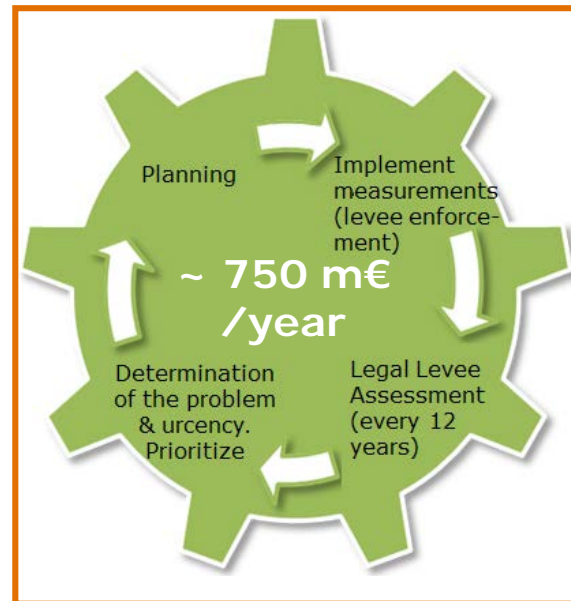 Planning
Implement
measurements
(levee enforce-
ment)
~ 750 m€
/year
Determination
of the problem
& urcency.
Prioritize
Legal Levee
Assessment
(every 12
years)